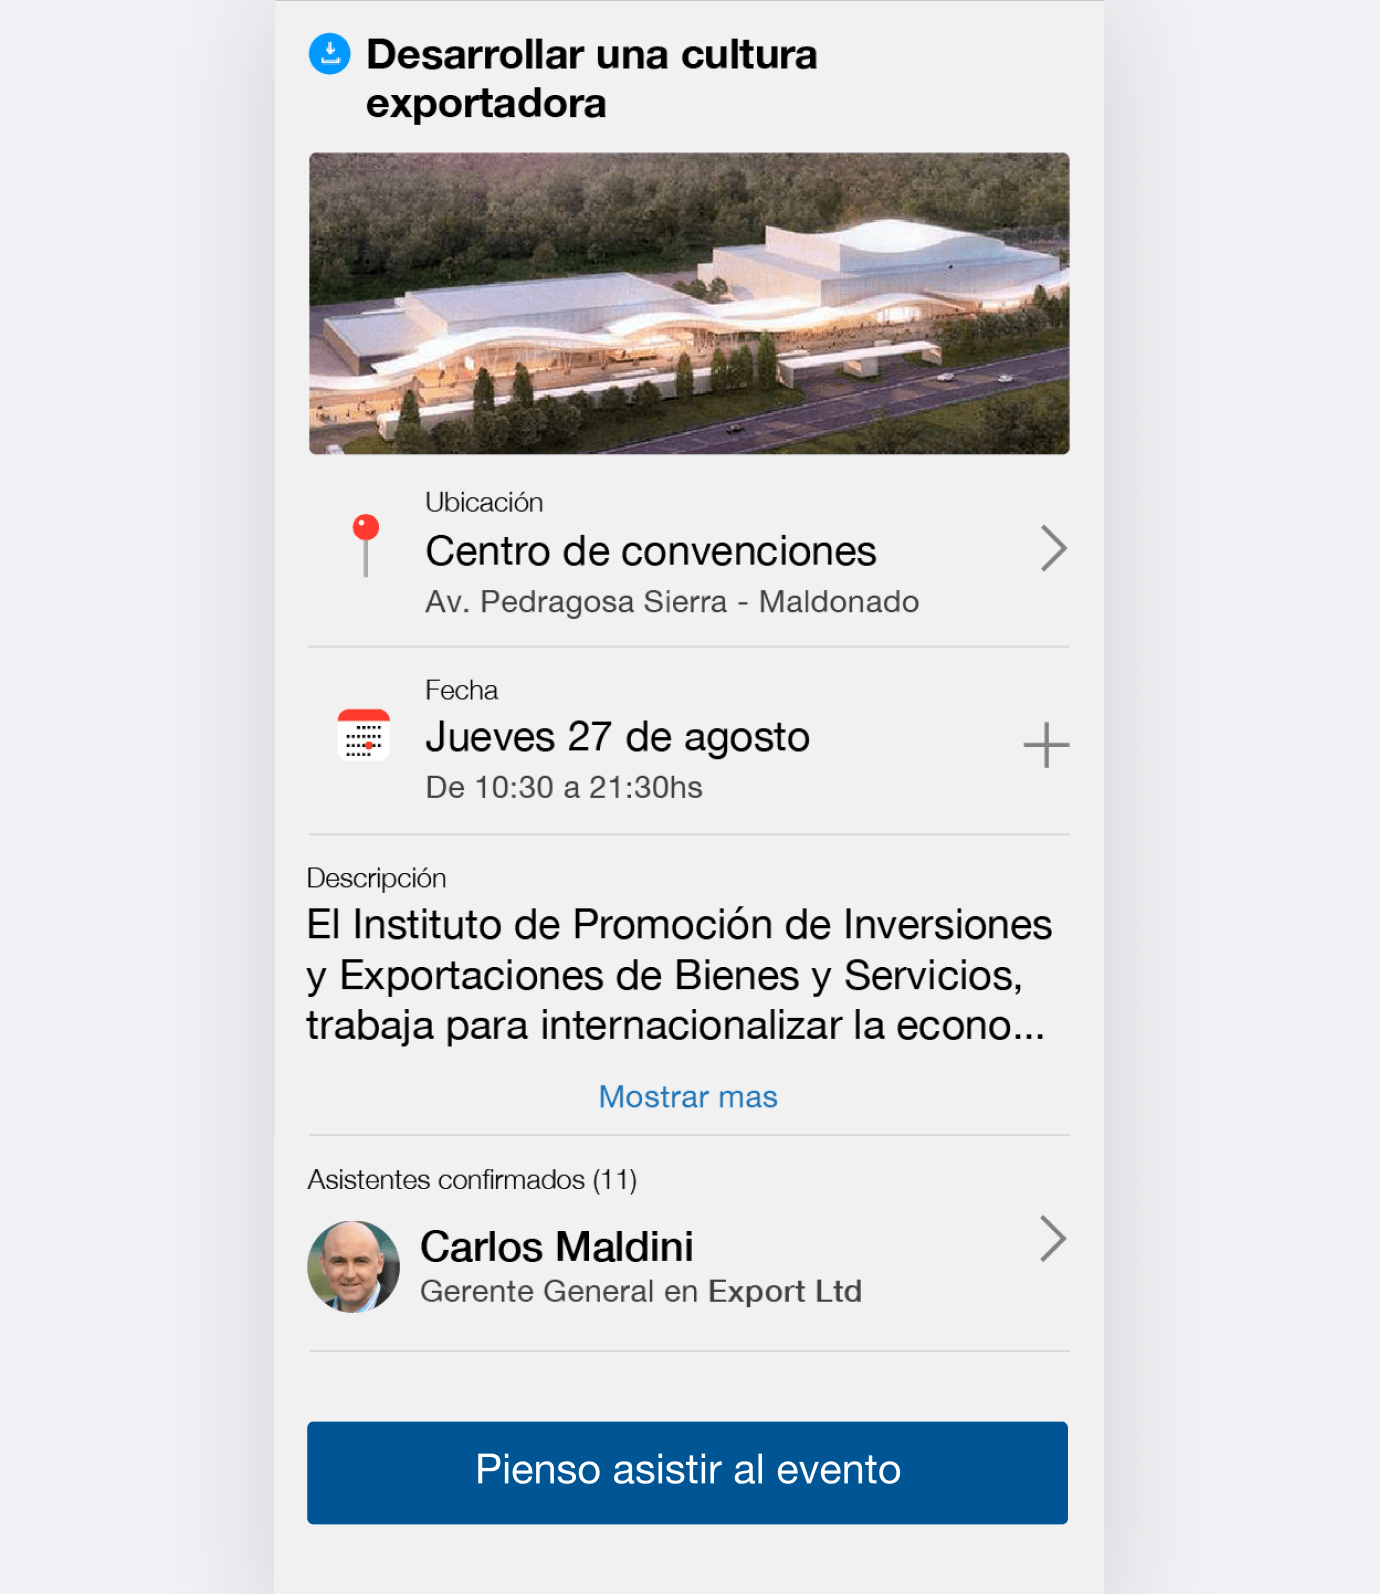 Desarrollar una cultura
exportadora
Ubicación
Centro de convenciones
Av. Pedragosa Sierra - Maldonado
Fecha
Jueves 27 de agosto
De 10:30 a 21:30hs
Descripción
El Instituto de Promoción de Inversiones
y Exportaciones de Bienes y Servicios,
trabaja para internacionalizar la econo...
Mostrar mas
Asistentes confirmados (11)
Carlos Maldini
Gerente General en Export Ltd
Pienso asistir al evento